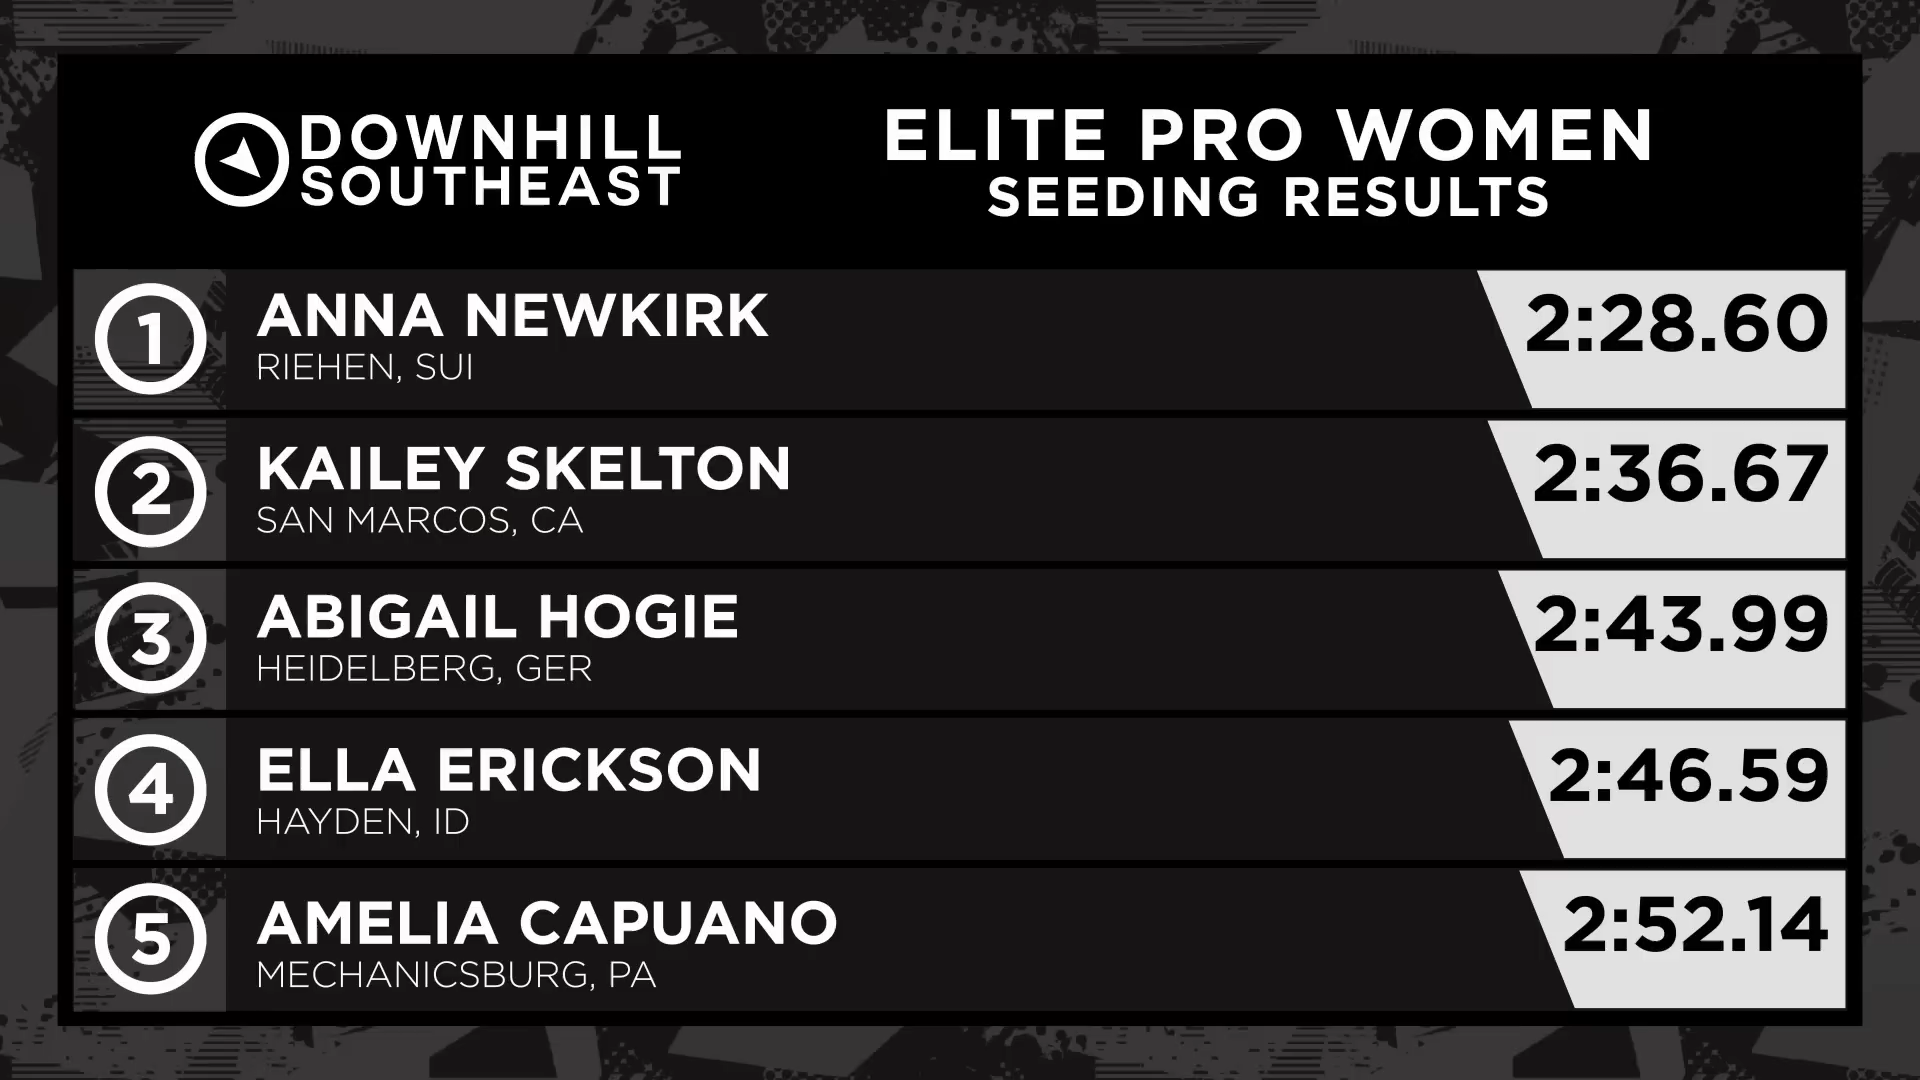 DOWNHILL
SOUTHEAST
ELITE PRO WOMEN
SEEDING RESULTS
1
ANNA NEWKIRK
RIEHEN, SUI
2:28.60
2
KAILEY SKELTON
SAN MARCOS, CA
2:36.67
3
ABIGAIL HOGIE
HEIDELBERG, GER
2:43.99
4
ELLA ERICKSON
HAYDEN, ID
2:46.59
5
AMELIA CAPUANO
MECHANICSBURG, PA
2:52.14